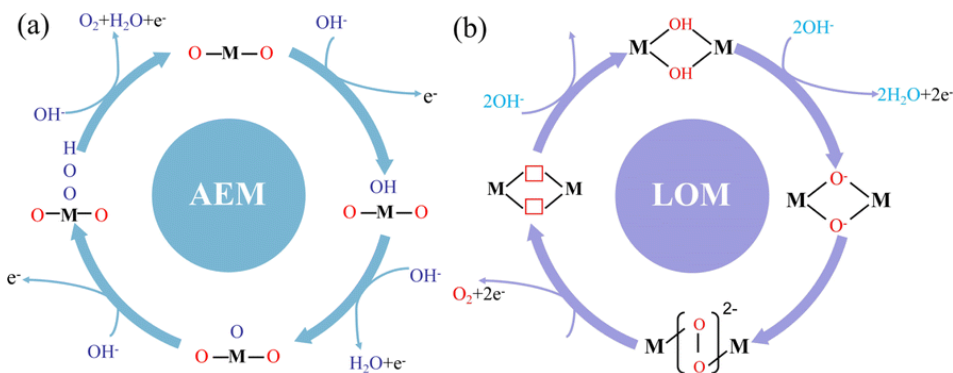 (a)
O₂+H₂O+e⁻
OH⁻
O–M–O
e⁻
OH⁻
H
O
O
O–M–O
AEM
OH
O–M–O
e⁻
OH⁻
O
O–M–O
OH⁻
H₂O+e⁻
(b)
OH
M M
OH
2OH⁻
2H₂O+2e⁻
2OH⁻
M M
LOM
O⁻
M M
O⁻
O₂+2e⁻
2-
O
M M
O